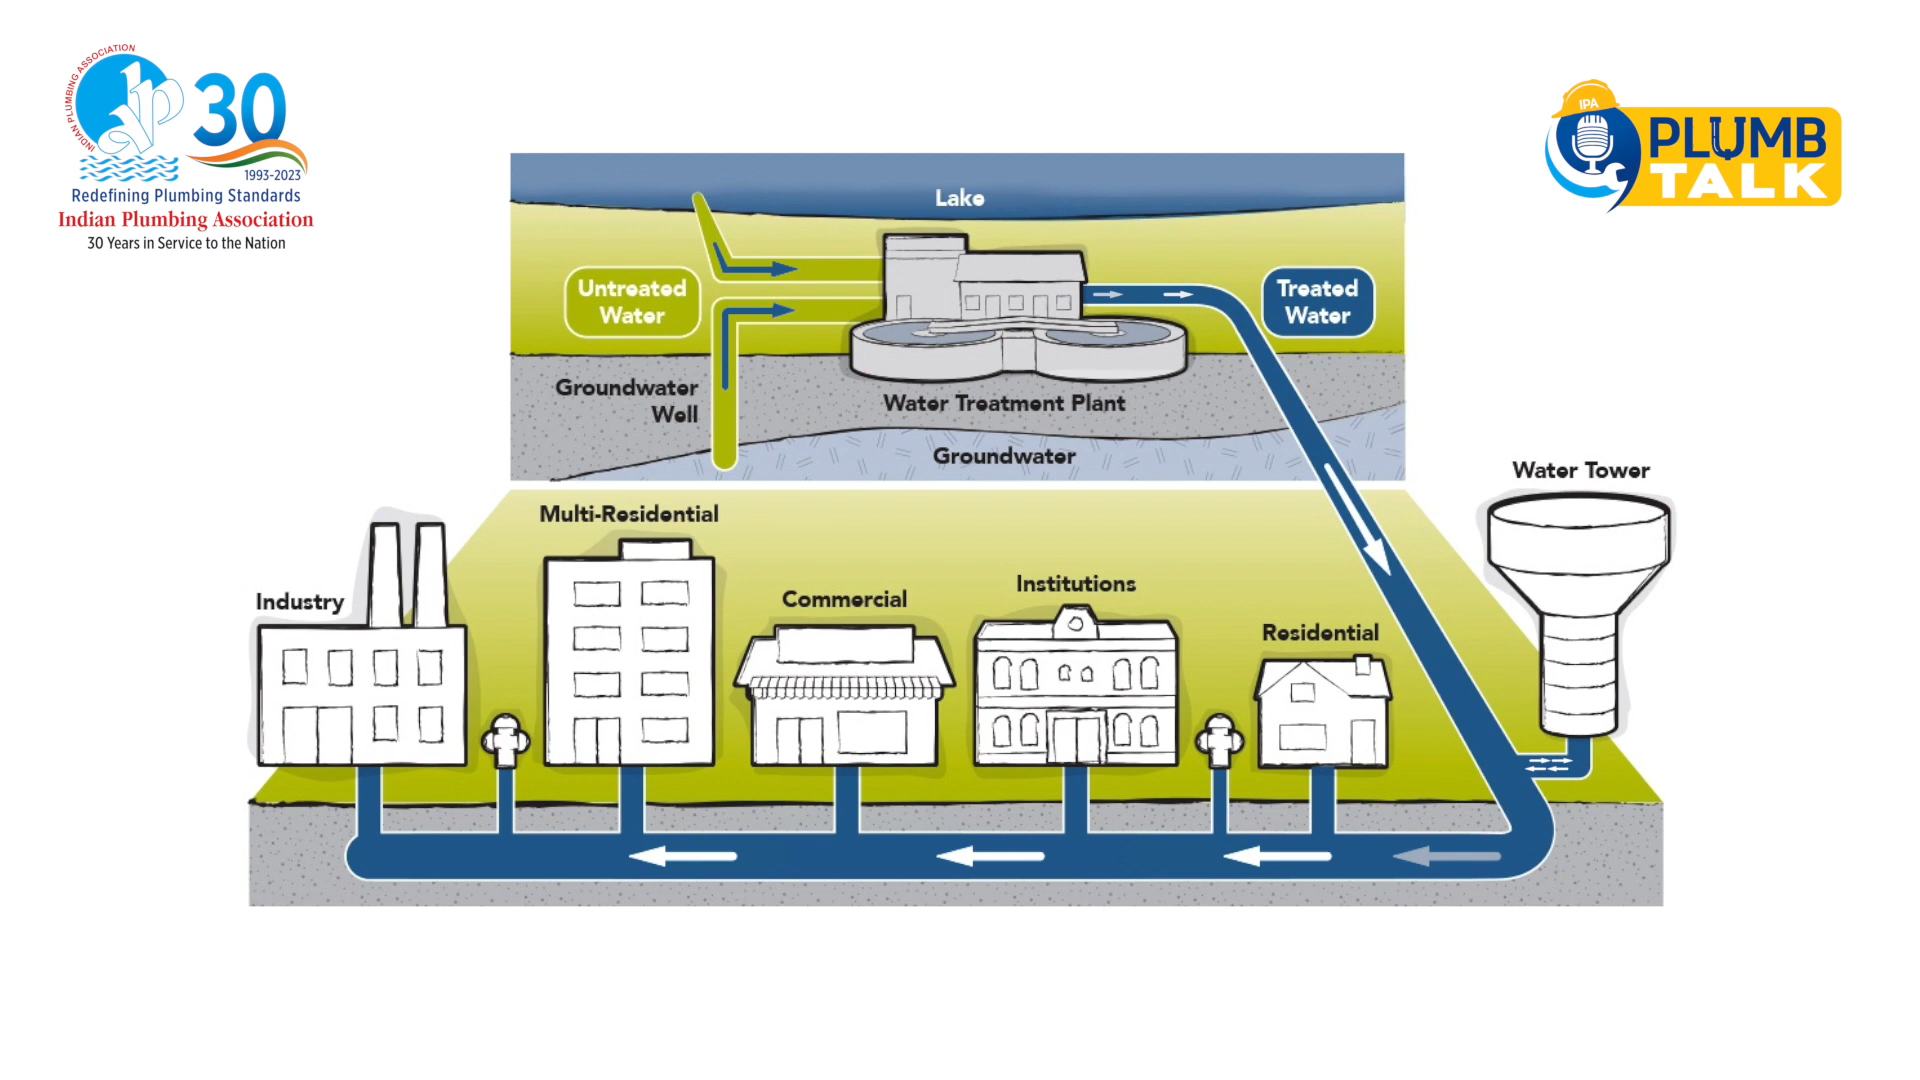 INDIAN PLUMBING ASSOCIATION
30
1993-2023
Redefining Plumbing Standards
Indian Plumbing Association
30 Years in Service to the Nation
IPA
PLUMB
TALK
Lake
Untreated
Water
Treated
Water
Groundwater
Well
Water Treatment Plant
Groundwater
Water Tower
Multi-Residential
Institutions
Commercial
Industry
Residential